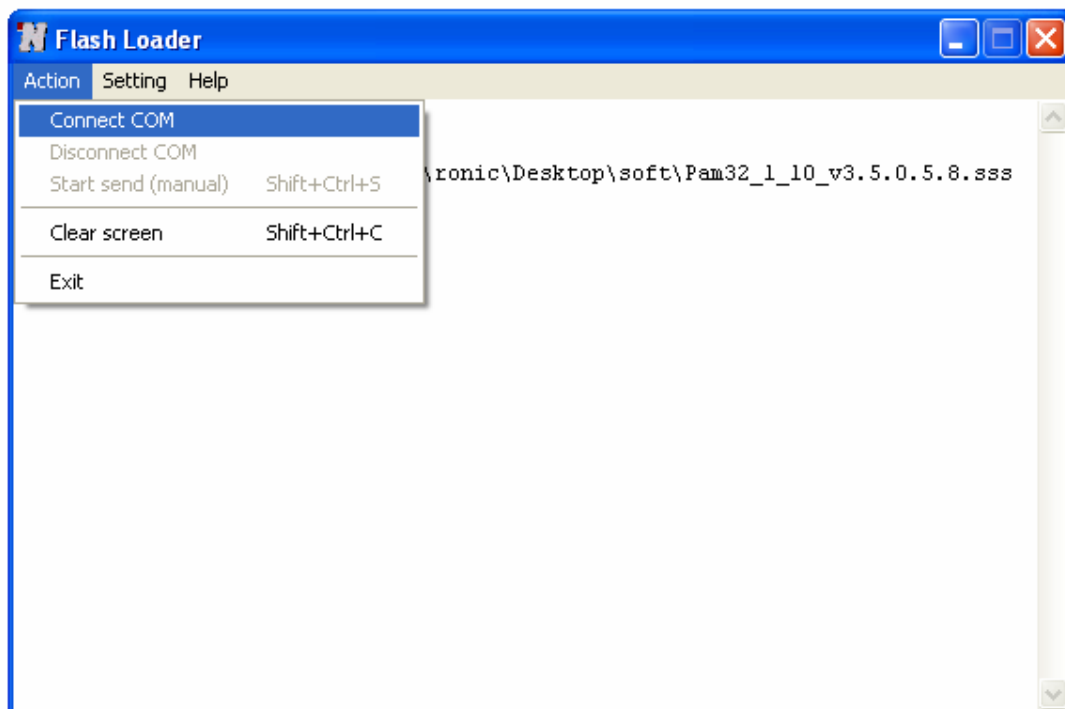 Flash Loader
Action Setting Help
Connect COM
Disconnect COM
\ronic\Desktop\soft\Pam32_1_10_v3.5.0.5.8.sss
Start send (manual) Shift+Ctrl+S
Clear screen Shift+Ctrl+C
Exit